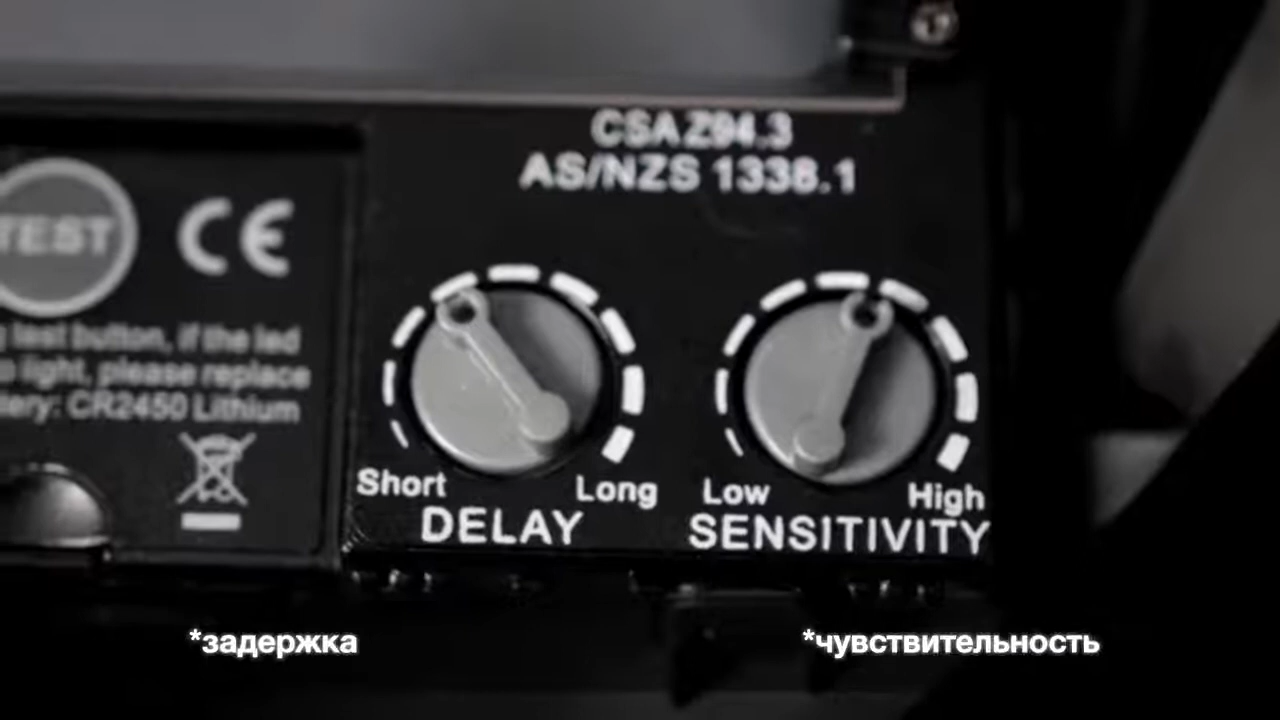 CSA Z94.3
AS/NZS 1338.1
TEST
CE
test button, if the led
light, please replace
CR2450 Lithium
Short
Long
DELAY
Low
High
SENSITIVITY
*задержка
*чувствительность